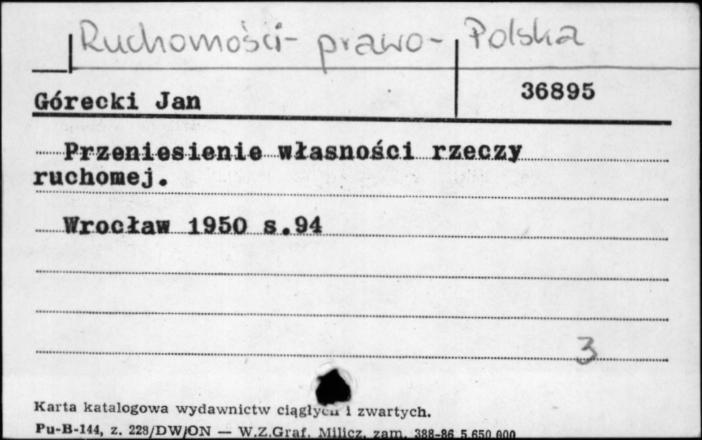 Ruchomości - prawo - Polska
Górecki Jan 36895
Przeniesienie własności rzeczy
ruchomej.
Wrocław 1950 s.94
3
Karta katalogowa wydawnictw ciągłych i zwartych.
Pu-B-144, z. 228/DW/ON — W.Z.Graf. Milicz, zam. 388-86 5.650.000